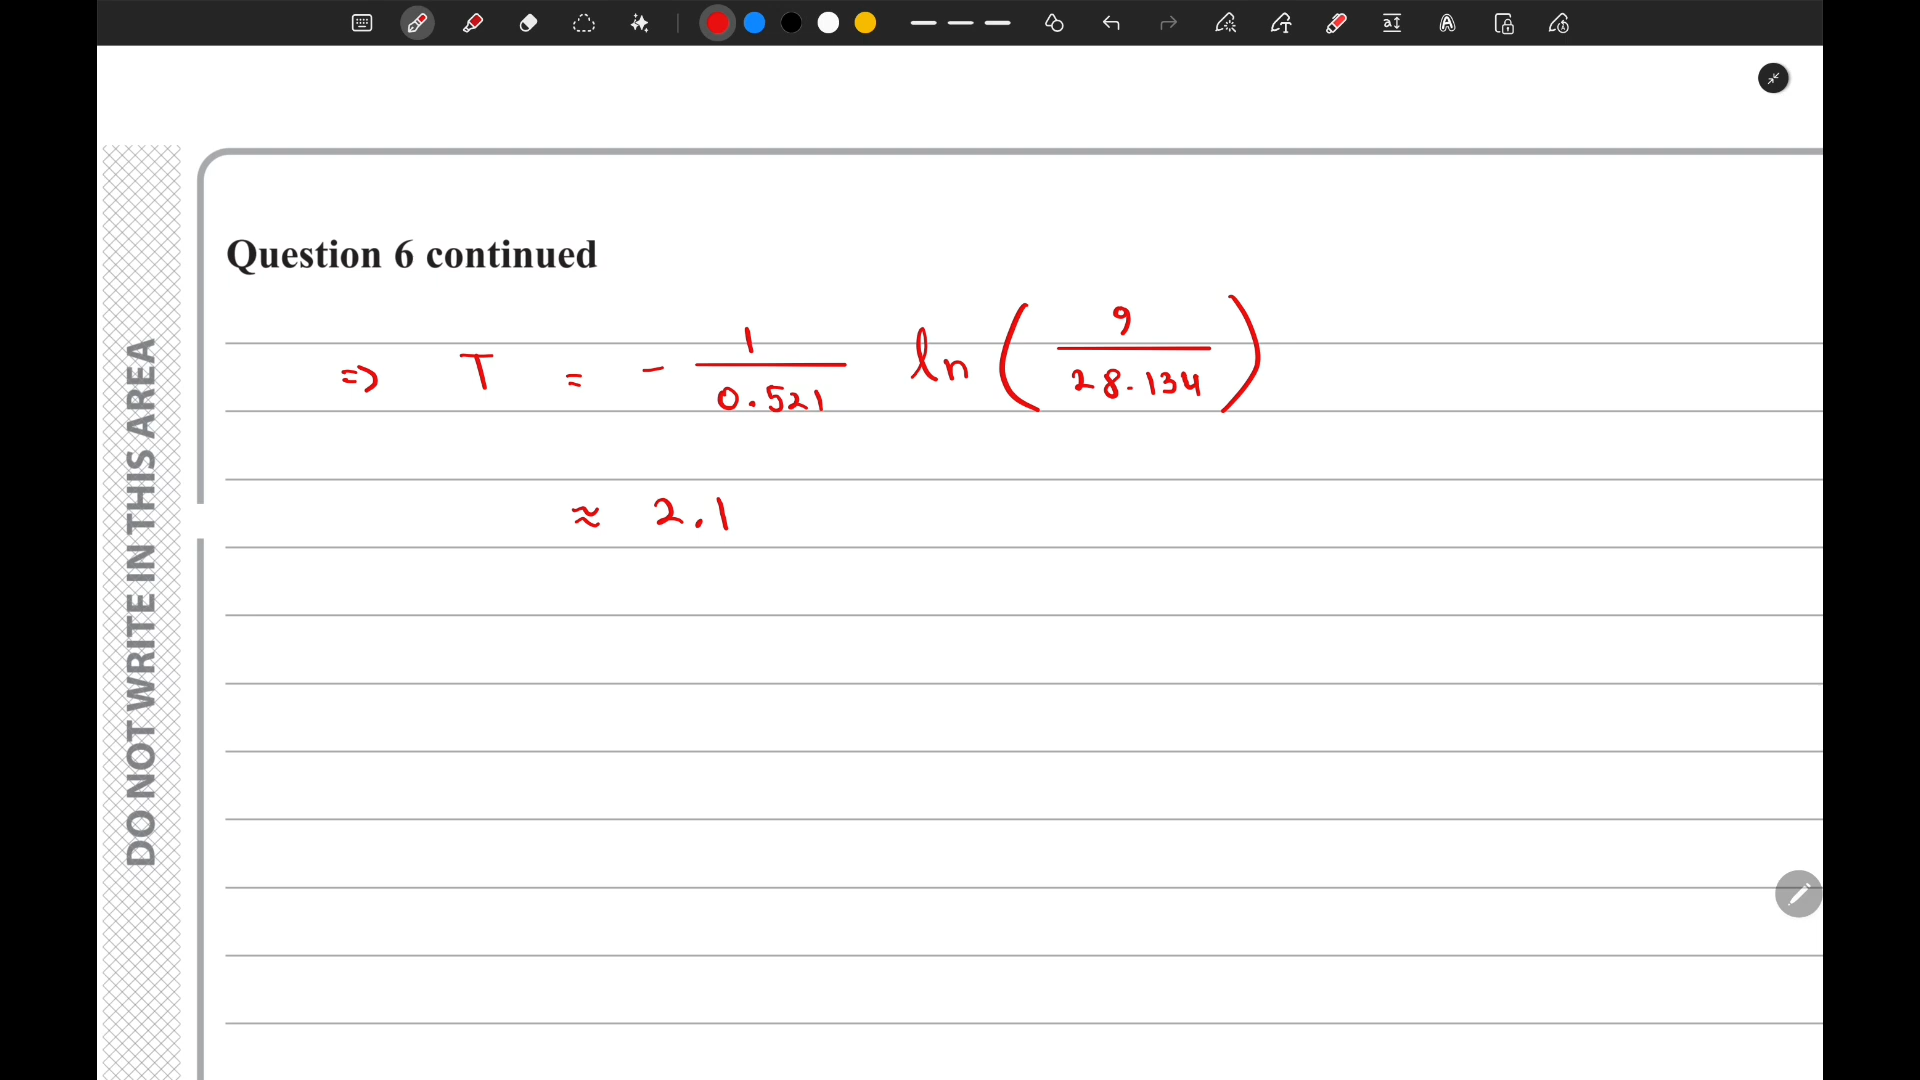 DO NOT WRITE IN THIS AREA
Question 6 continued
=> T = - 1/0.521 ln ( 9/28.134 )
≈ 2.1